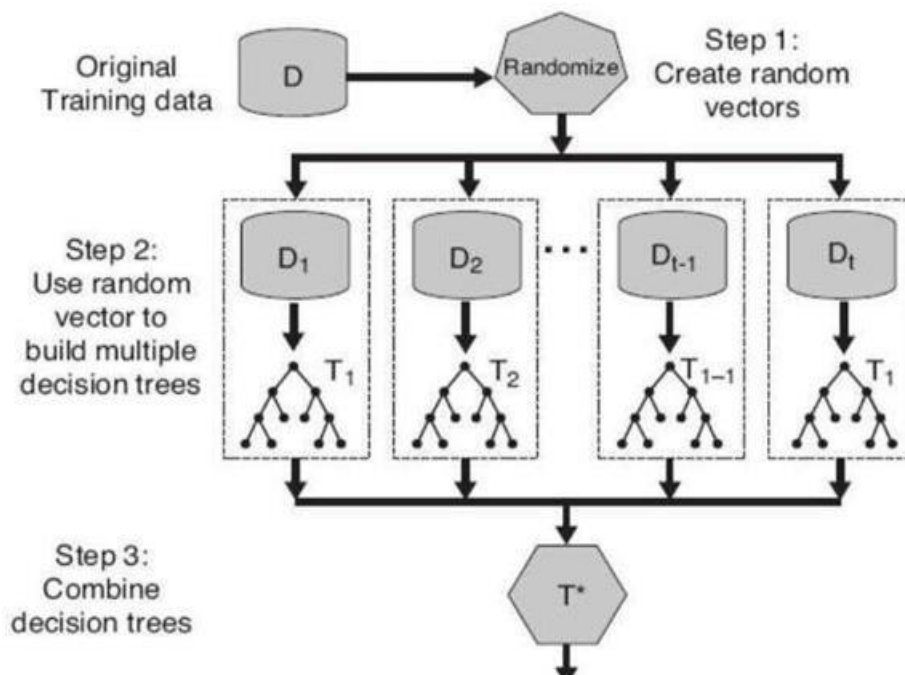 Original
Training data
D
Randomize
Step 1:
Create random
vectors
Step 2:
Use random
vector to
build multiple
decision trees
D₁
D₂
...
Dₜ₋₁
Dₜ
T₁
T₂
T₁₋₁
T₁
Step 3:
Combine
decision trees
T*